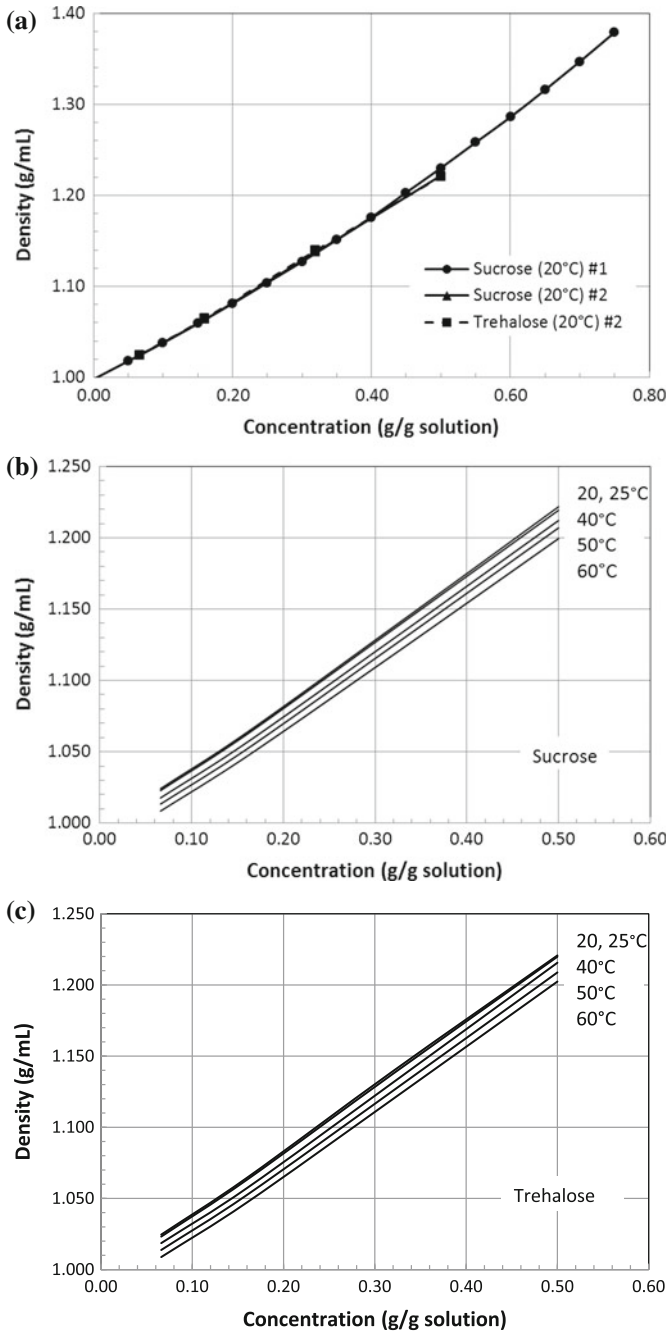 (a)
1.40
1.30
1.20
1.10
1.00
Density (g/mL)
Sucrose (20°C) #1
Sucrose (20°C) #2
Trehalose (20°C) #2
0.00 0.20 0.40 0.60 0.80
Concentration (g/g solution)
(b)
1.250
1.200
1.150
1.100
1.050
1.000
Density (g/mL)
20, 25°C
40°C
50°C
60°C
Sucrose
0.00 0.10 0.20 0.30 0.40 0.50 0.60
Concentration (g/g solution)
(c)
1.250
1.200
1.150
1.100
1.050
1.000
Density (g/mL)
20, 25°C
40°C
50°C
60°C
Trehalose
0.00 0.10 0.20 0.30 0.40 0.50 0.60
Concentration (g/g solution)